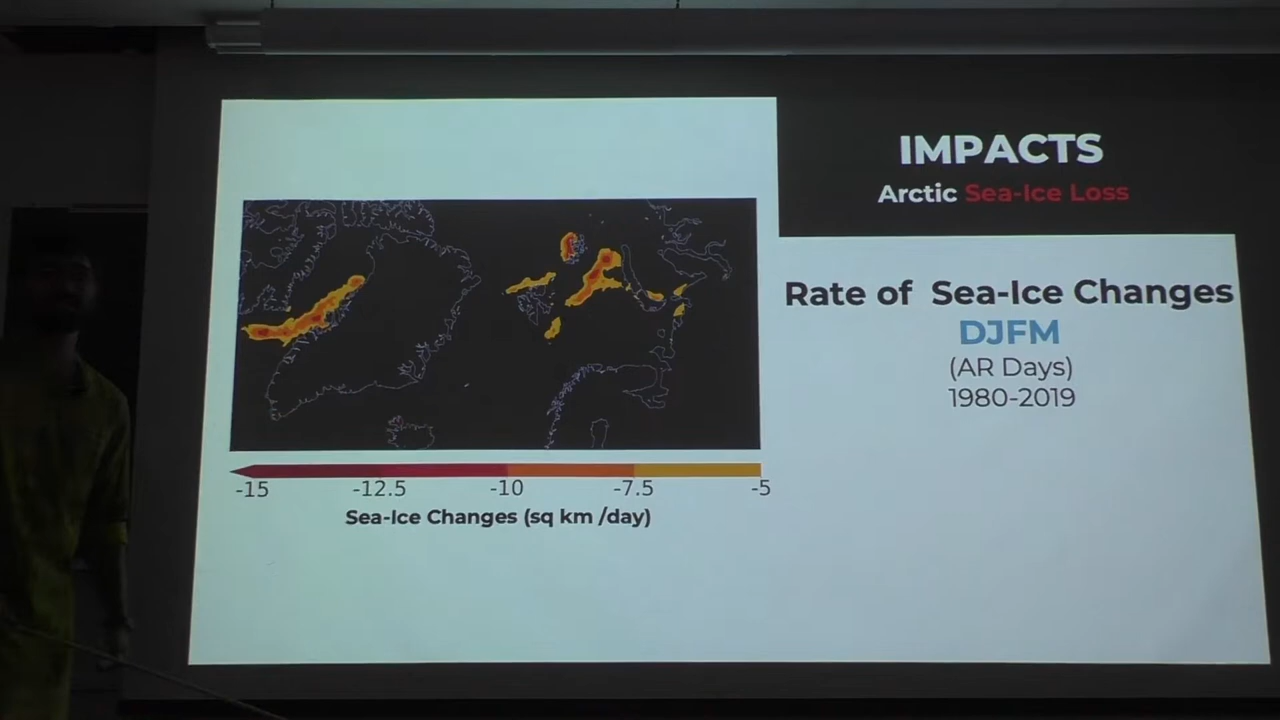 IMPACTS
Arctic Sea-Ice Loss
Rate of Sea-Ice Changes
DJFM
(AR Days)
1980-2019
-15 -12.5 -10 -7.5 -5
Sea-Ice Changes (sq km /day)